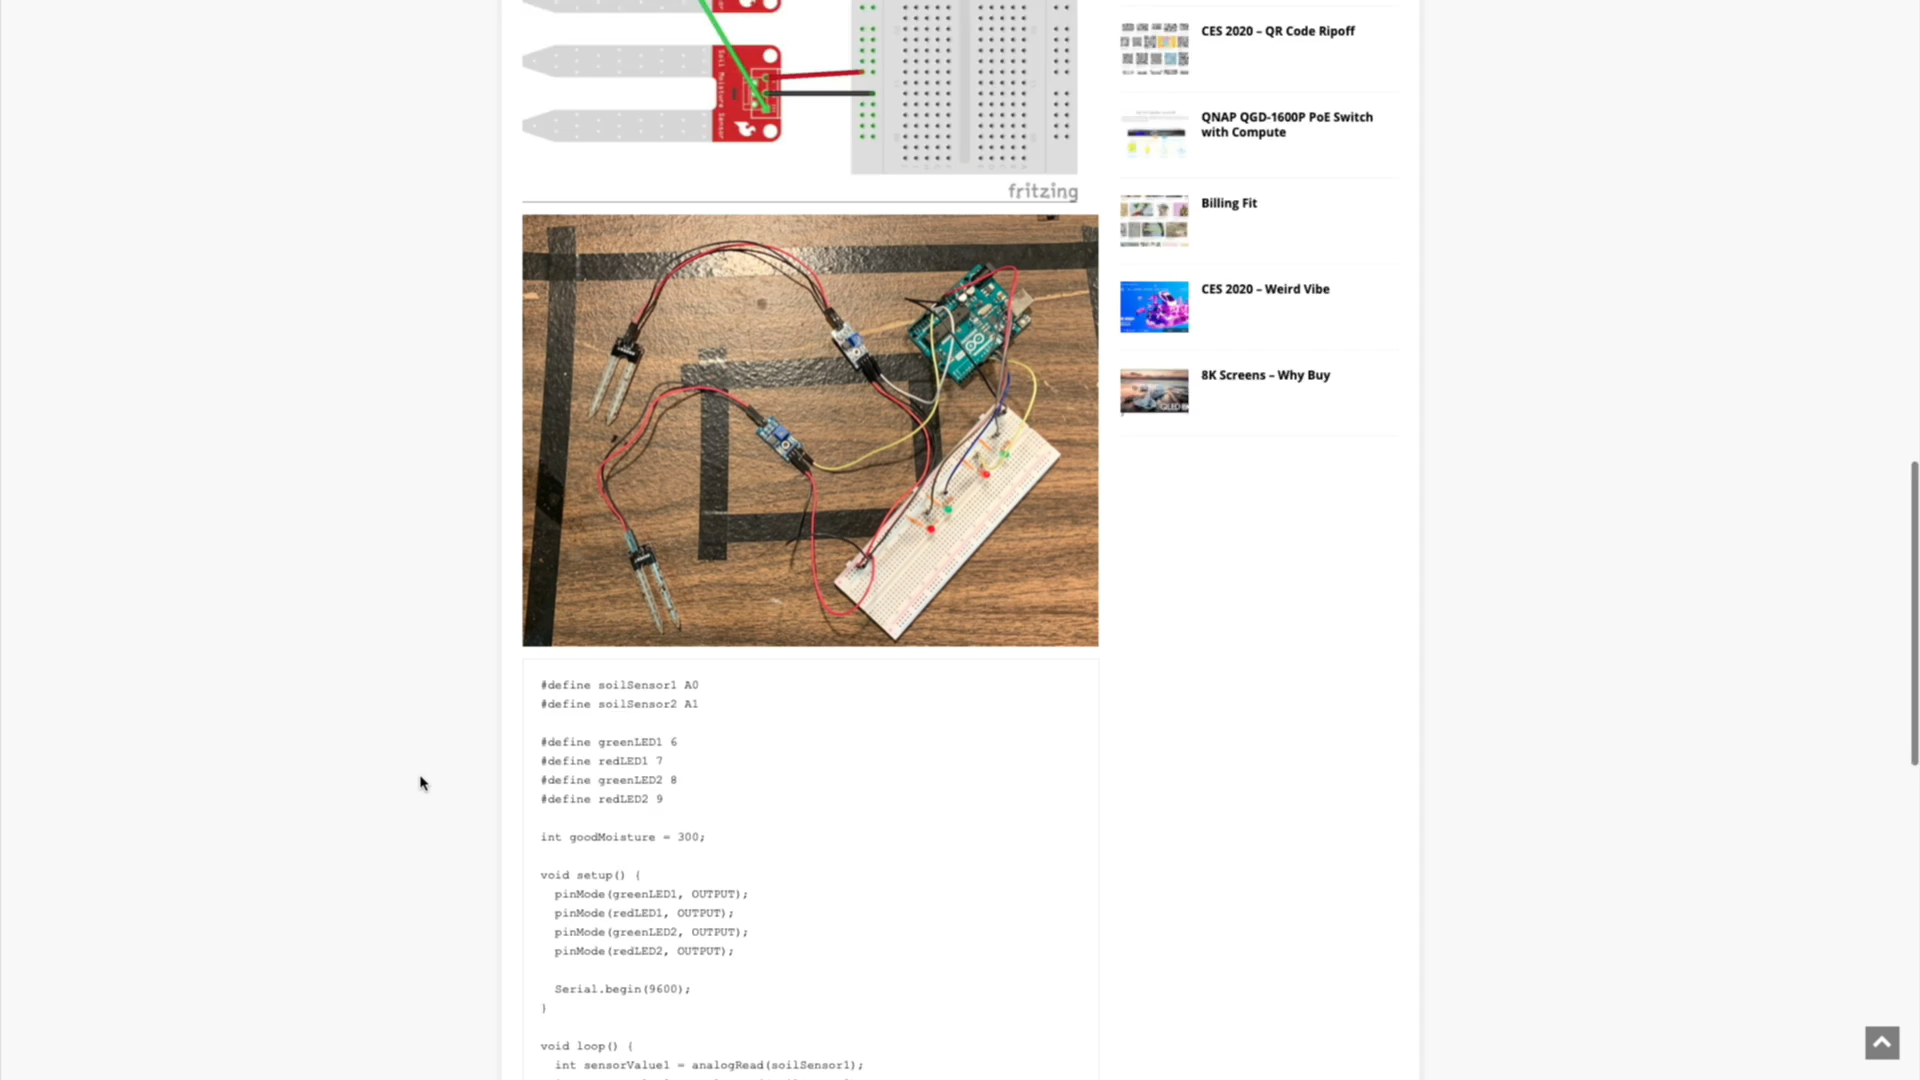 Soil Moisture Sensor
fritzing
#define soilSensor1 A0
#define soilSensor2 A1
#define greenLED1 6
#define redLED1 7
#define greenLED2 8
#define redLED2 9
int goodMoisture = 300;
void setup() {
pinMode(greenLED1, OUTPUT);
pinMode(redLED1, OUTPUT);
pinMode(greenLED2, OUTPUT);
pinMode(redLED2, OUTPUT);
Serial.begin(9600);
}
void loop() {
int sensorValue1 = analogRead(soilSensor1);
CES 2020 – QR Code Ripoff
QNAP QGD-1600P PoE Switch
with Compute
Billing Fit
CES 2020 – Weird Vibe
8K Screens – Why Buy